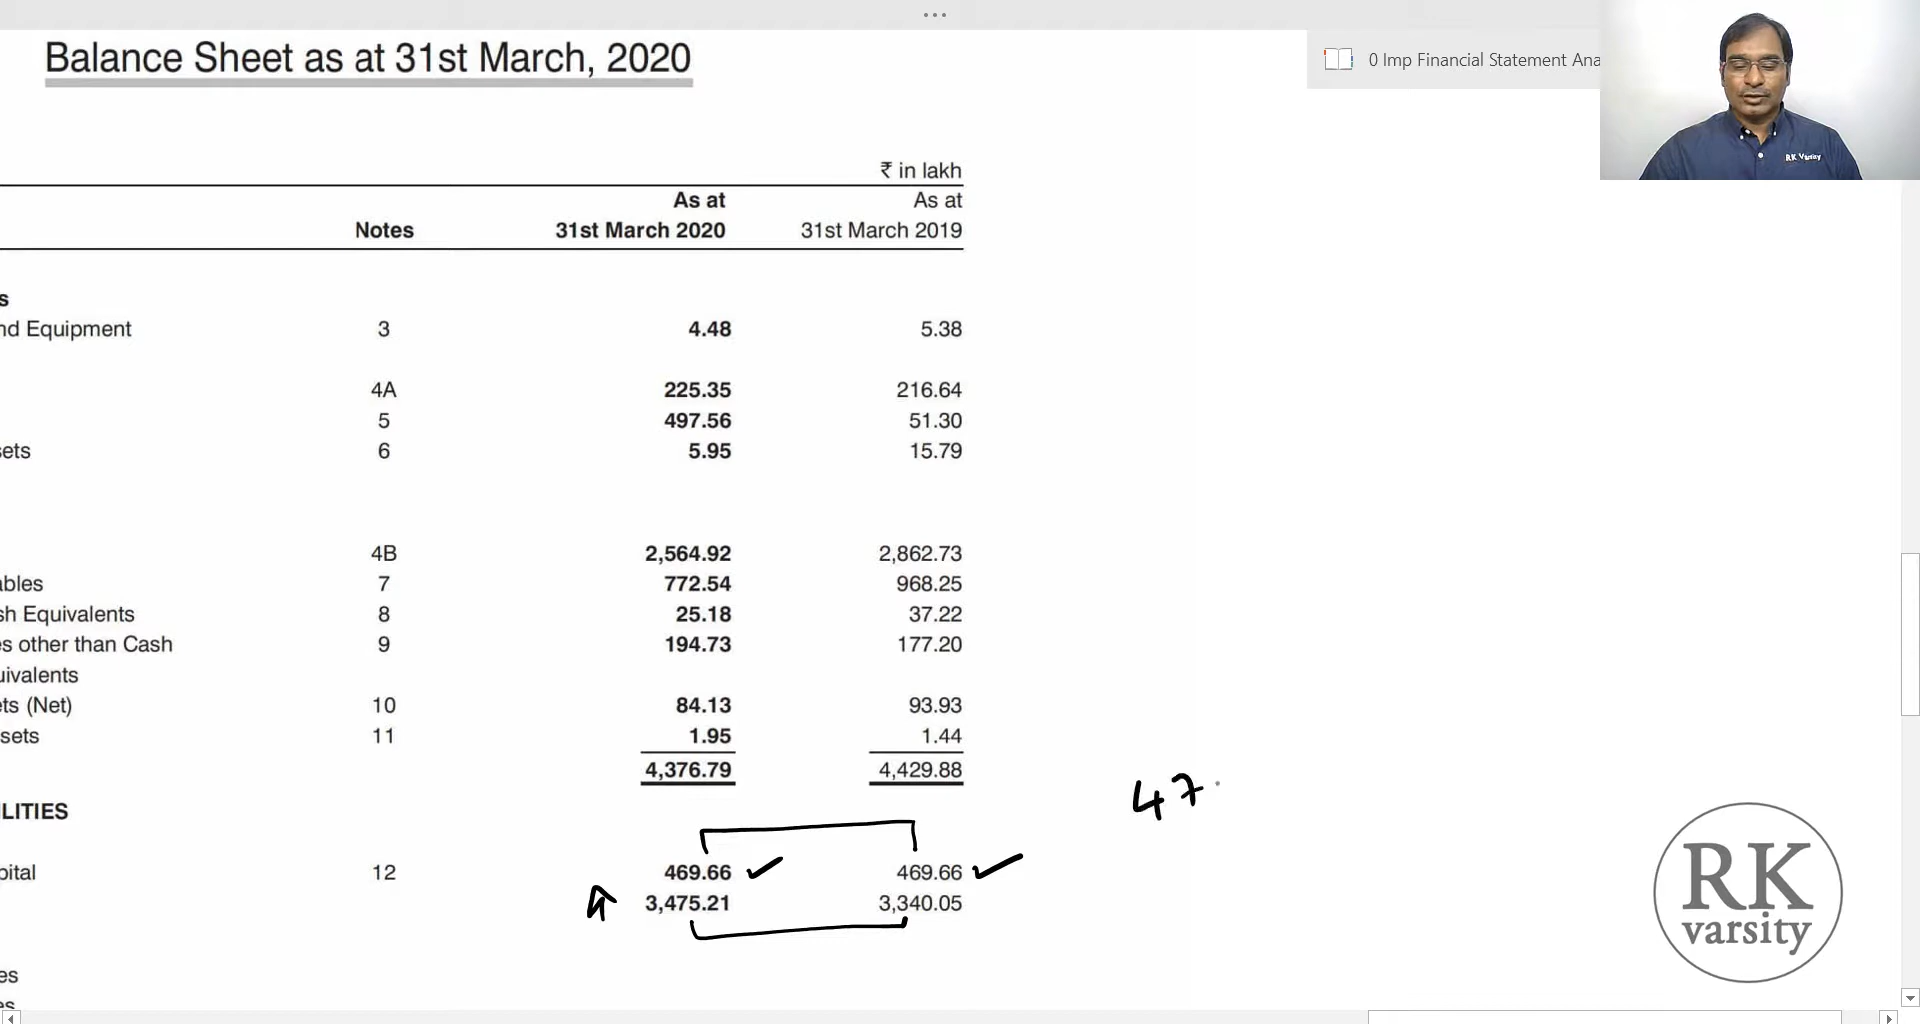 Balance Sheet as at 31st March, 2020
0 Imp Financial Statement Ana
RK Varsity
₹ in lakh
As at As at
Notes 31st March 2020 31st March 2019
s
nd Equipment 3 4.48 5.38
4A 225.35 216.64
5 497.56 51.30
sets 6 5.95 15.79
4B 2,564.92 2,862.73
ables 7 772.54 968.25
sh Equivalents 8 25.18 37.22
es other than Cash 9 194.73 177.20
uivalents
ets (Net) 10 84.13 93.93
sets 11 1.95 1.44
4,376.79 4,429.88
47
LITIES
pital 12 469.66 469.66
3,475.21 3,340.05
es
es
RK
varsity